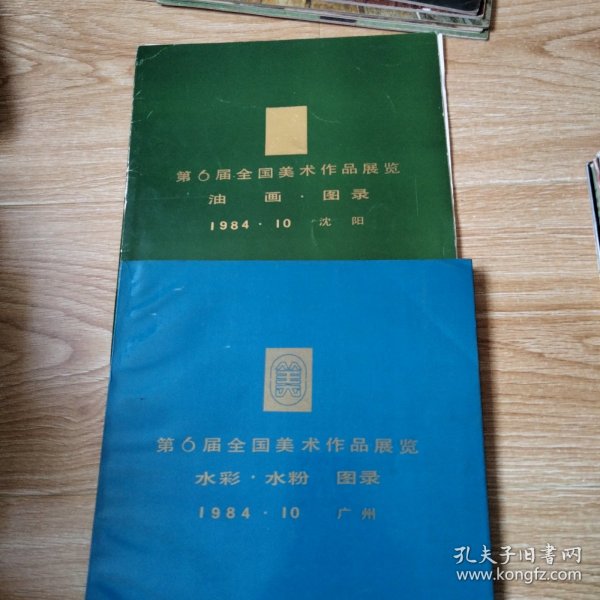 第6届全国美术作品展览
油 画 · 图录
1984 · 10 沈 阳
美
第6届全国美术作品展览
水彩 · 水粉 图录
1984 · 10 广 州
孔夫子旧书网
www.kongfz.com